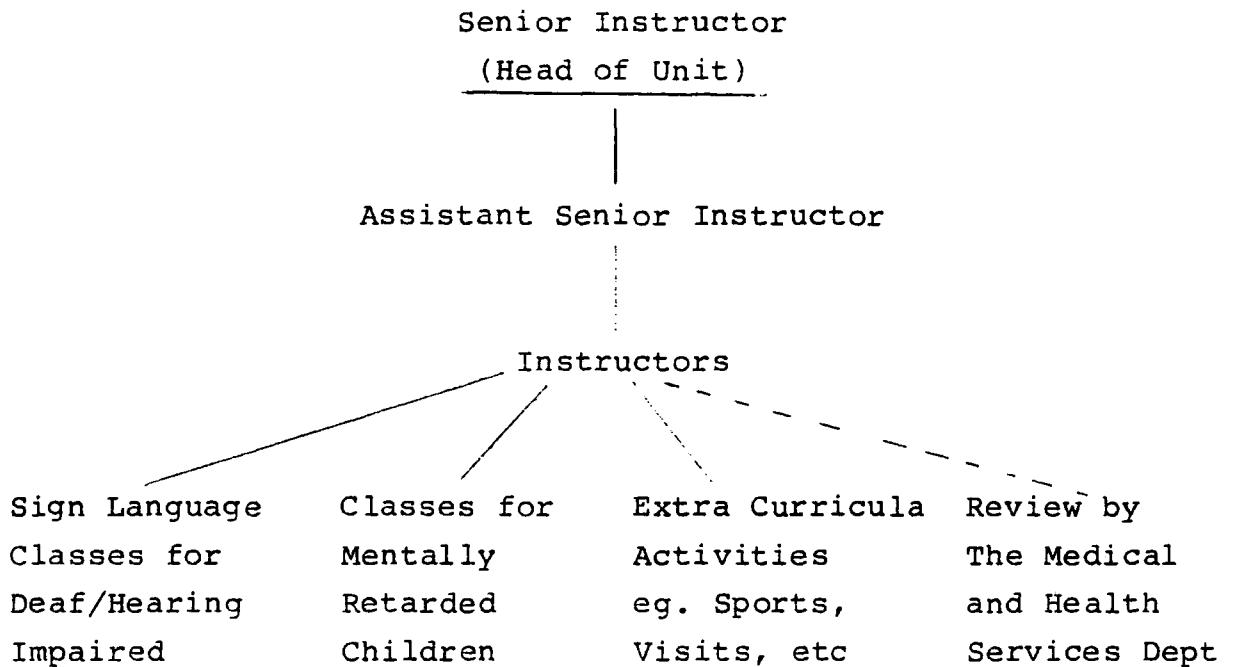 Senior Instructor
(Head of Unit)
Assistant Senior Instructor
Instructors
Sign Language
Classes for
Deaf/Hearing
Impaired
Classes for
Mentally
Retarded
Children
Extra Curricula
Activities
eg. Sports,
Visits, etc
Review by
The Medical
and Health
Services Dept